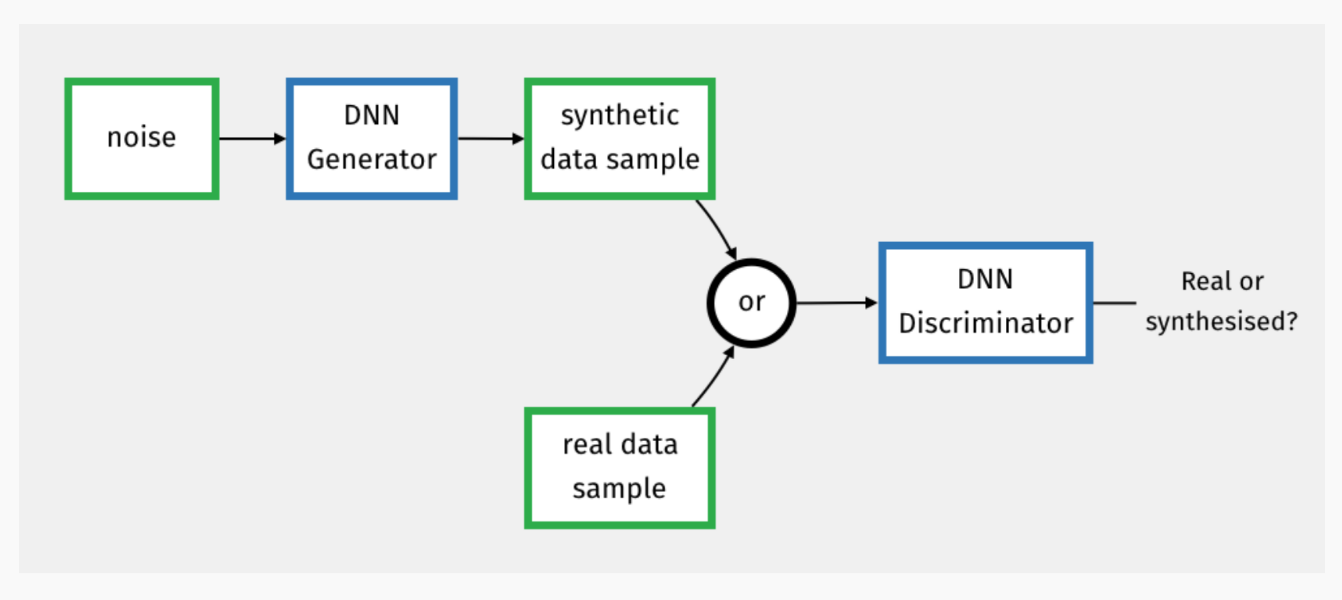 noise
DNN
Generator
synthetic
data sample
or
DNN
Discriminator
Real or
synthesised?
real data
sample